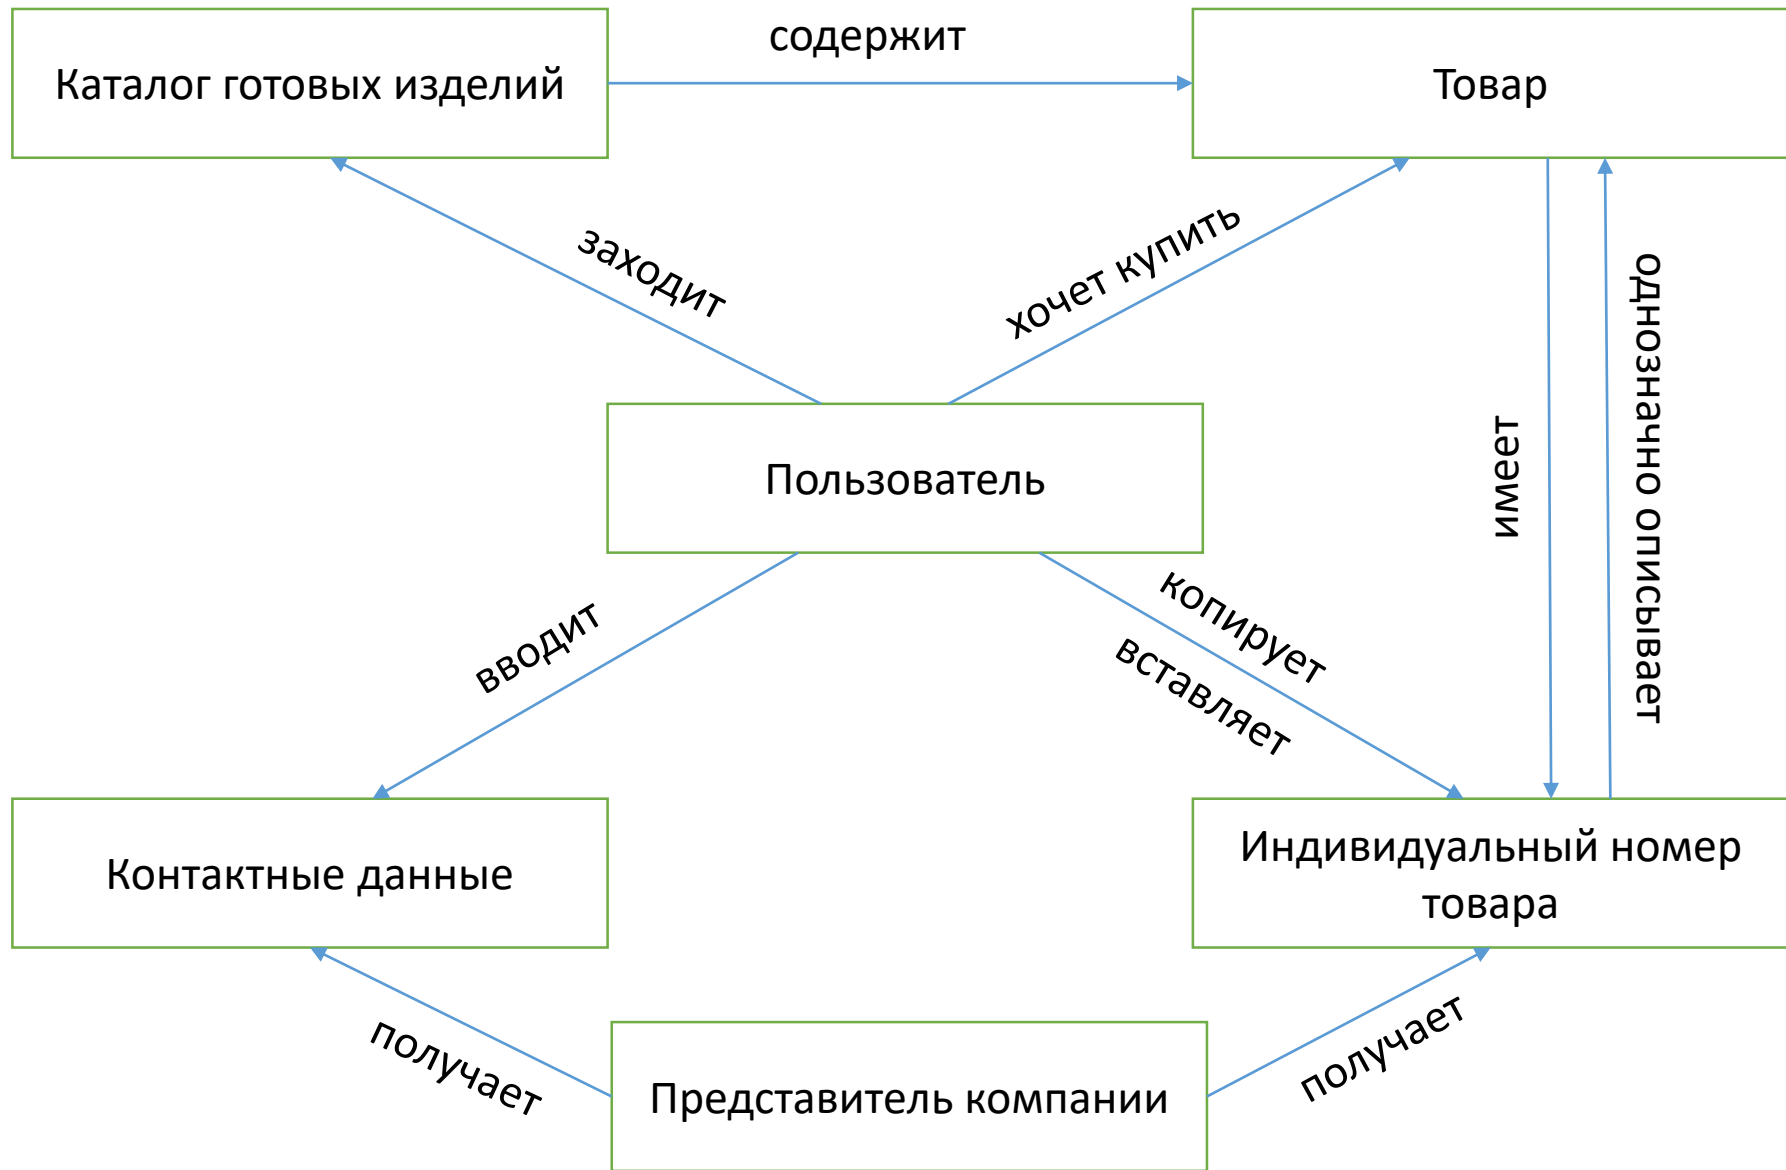 содержит
Каталог готовых изделий
Товар
заходит
хочет купить
однозначно описывает
имеет
Пользователь
копирует
вставляет
вводит
Контактные данные
Индивидуальный номер
товара
получает
Представитель компании
получает